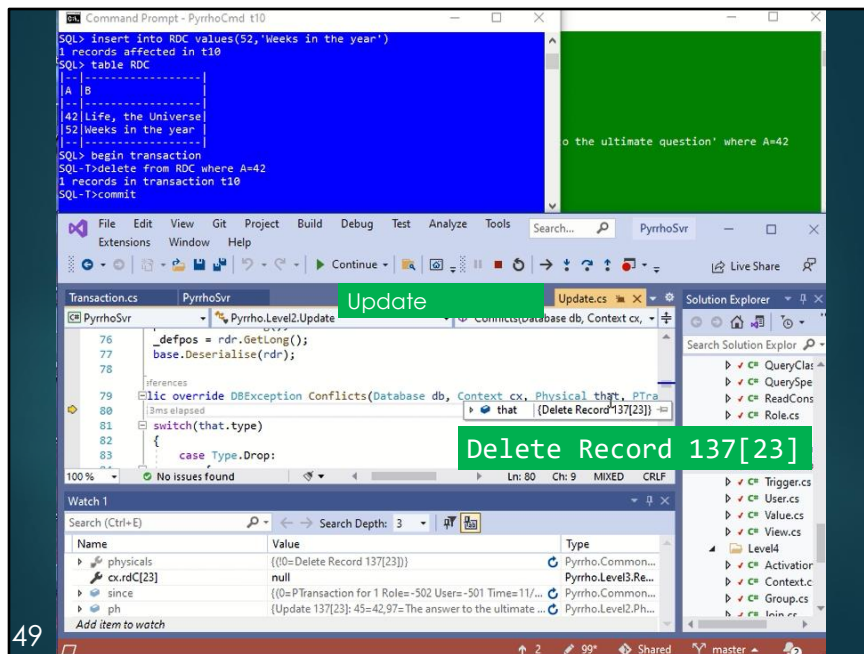 Command Prompt - PyrrhoCmd t10
SQL> insert into RDC values(52,'Weeks in the year')
1 records affected in t10
SQL> table RDC
|--|------------------|
|A |B                 |
|--|------------------|
|42|Life, the Universe|
|52|Weeks in the year |
|--|------------------|
SQL> begin transaction
SQL-T>delete from RDC where A=42
1 records in transaction t10
SQL-T>commit
o the ultimate question' where A=42
File Edit View Git Project Build Debug Test Analyze Tools Search... PyrrhoSvr
Extensions Window Help
Continue Live Share
Transaction.cs PyrrhoSvr Update Update.cs Solution Explorer
C# PyrrhoSvr Pyrrho.Level2.Update Conflicts(Database db, Context cx,
Search Solution Explor
76 _defpos = rdr.GetLong();
77 base.Deserialise(rdr);
78
ferences
79 lic override DBException Conflicts(Database db, Context cx, Physical that, PTra
80 3ms elapsed that {Delete Record 137[23]}
81 switch(that.type)
82 {
83 case Type.Drop:
Delete Record 137[23]
C# QueryClas
C# QuerySpe
C# ReadCons
C# Role.cs
C# Trigger.cs
C# User.cs
C# Value.cs
C# View.cs
Level4
C# Activation
C# Context.c
C# Group.cs
C# Join.cs
100 % No issues found Ln: 80 Ch: 9 MIXED CRLF
Watch 1
Search (Ctrl+E) Search Depth: 3
Name Value Type
physicals {(!0=Delete Record 137[23])} Pyrrho.Common...
cx.rdC[23] null Pyrrho.Level3.Re...
since {(0=PTransaction for 1 Role=-502 User=-501 Time=11/... Pyrrho.Common...
ph {Update 137[23]: 45=42,97=The answer to the ultimate ... Pyrrho.Level2.Ph...
Add item to watch
49
2 99* Shared master 2